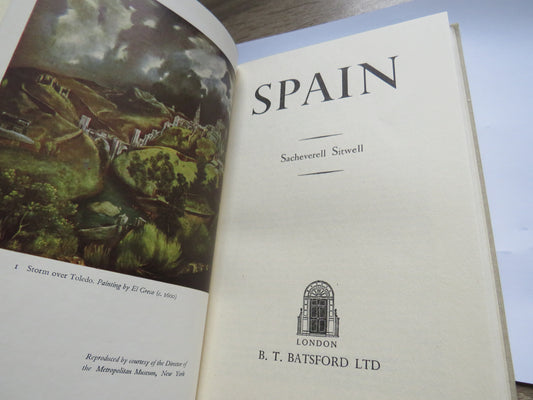 1 Storm over Toledo. Painting by El Greco (c. 1600)
Reproduced by courtesy of the Director of
the Metropolitan Museum, New York
SPAIN
Sacheverell Sitwell
LONDON
B. T. BATSFORD LTD